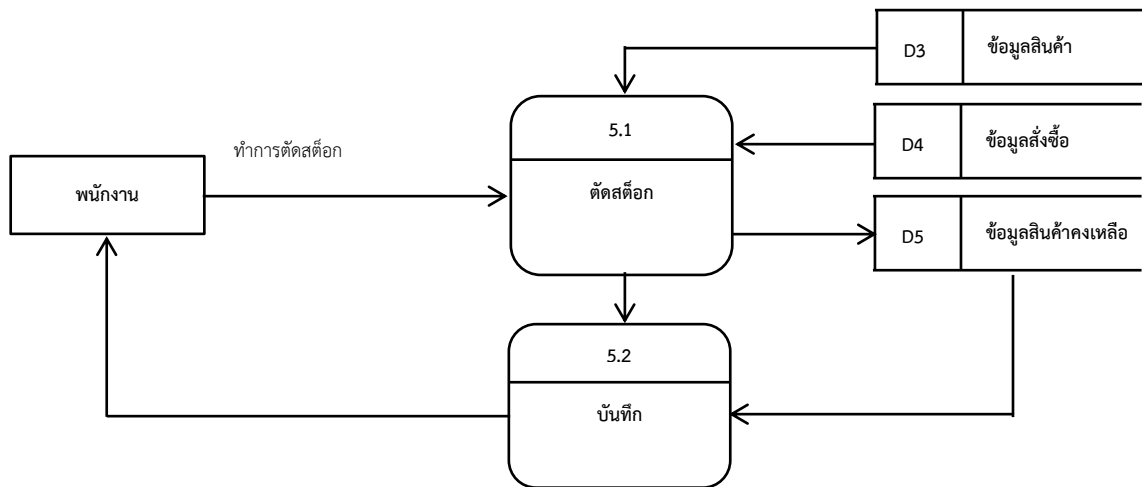 D3
ข้อมูลสินค้า
5.1
D4
ข้อมูลสั่งซื้อ
ทำการตัดสต็อก
พนักงาน
ตัดสต็อก
D5
ข้อมูลสินค้าคงเหลือ
5.2
บันทึก